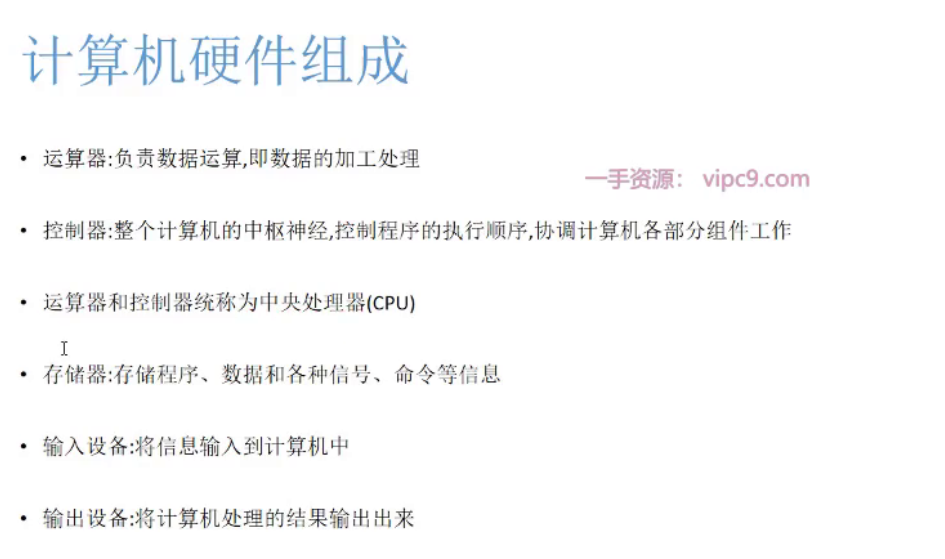 计算机硬件组成
• 运算器:负责数据运算,即数据的加工处理
一手资源： vipc9.com
• 控制器:整个计算机的中枢神经,控制程序的执行顺序,协调计算机各部分组件工作
• 运算器和控制器统称为中央处理器(CPU)
• 存储器:存储程序、数据和各种信号、命令等信息
• 输入设备:将信息输入到计算机中
• 输出设备:将计算机处理的结果输出出来